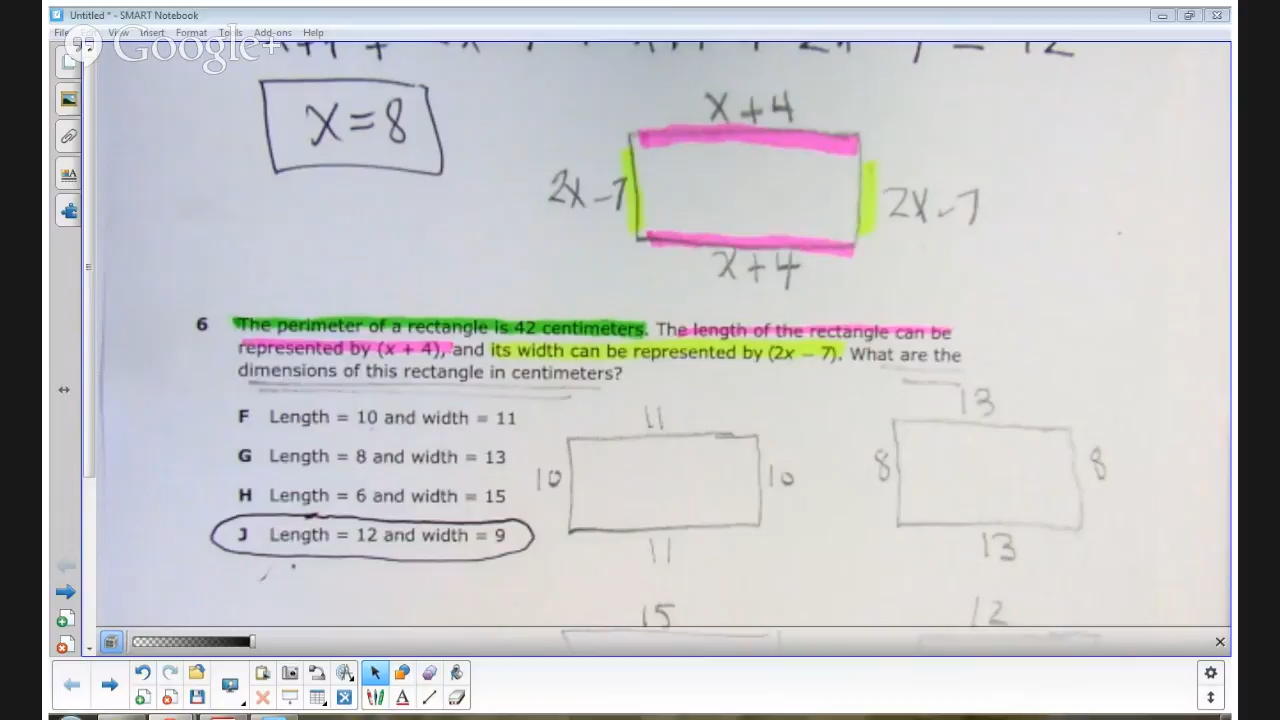 Untitled * - SMART Notebook
File Edit View Insert Format Tools Add-ons Help
Google+
x = 8
x + 4
2x - 7
2x - 7
x + 4
6 The perimeter of a rectangle is 42 centimeters. The length of the rectangle can be
represented by (x + 4), and its width can be represented by (2x − 7). What are the
dimensions of this rectangle in centimeters?
F Length = 10 and width = 11
G Length = 8 and width = 13
H Length = 6 and width = 15
J Length = 12 and width = 9
11
10
10
11
13
8
8
13
15
12